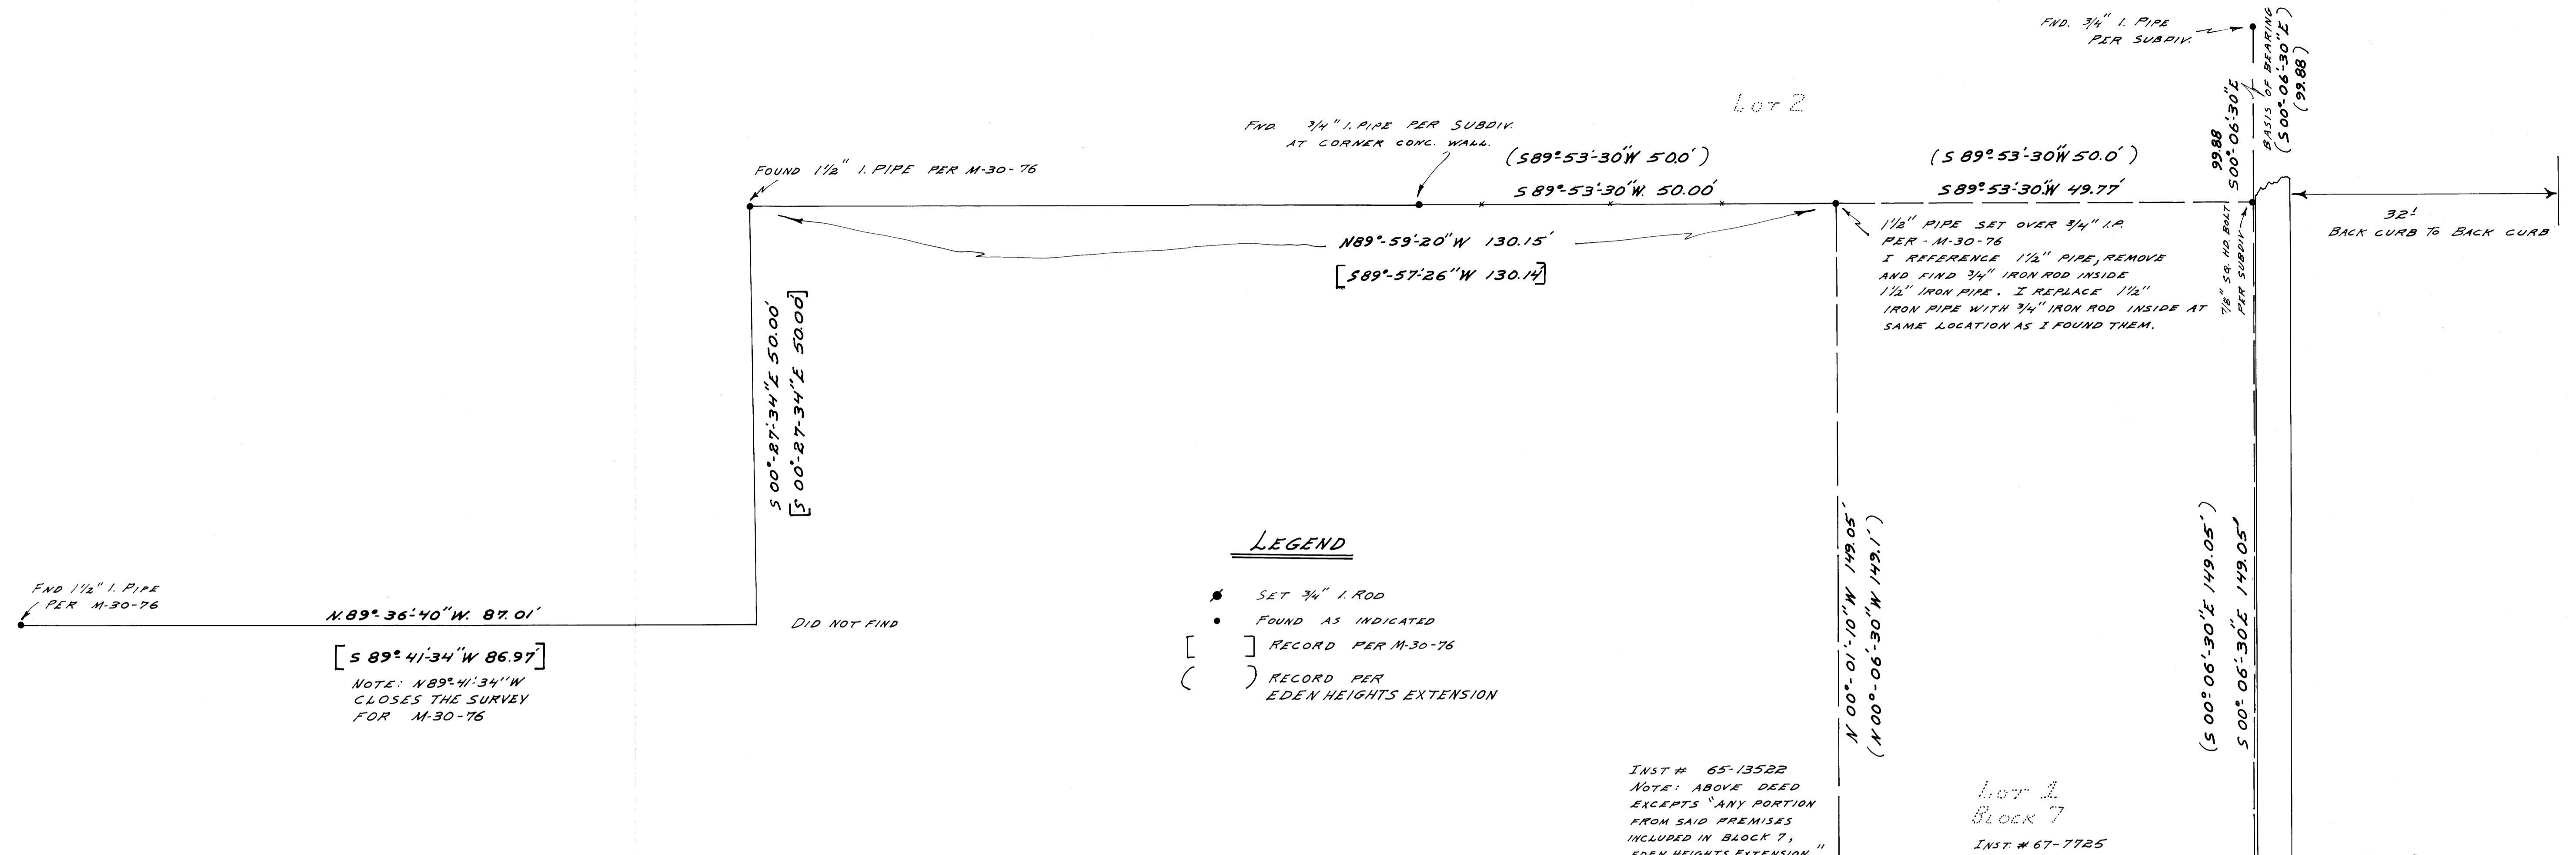 FND. 3/4" I. PIPE
PER SUBDIV.
BASIS OF BEARING
(S00°-06'-30"E)
(99.88)
99.88
S00°-06'-30"E
LOT 2
FND. 3/4" I. PIPE PER SUBDIV.
AT CORNER CONC. WALL.
(S89°-53'-30"W 50.0')
S89°-53'-30"W. 50.00'
(S 89°-53'-30"W 50.0')
S89°-53'-30"W 49.77'
FOUND 1 1/2" I. PIPE PER M-30-76
N89°-59'-20"W 130.15'
[S89°-57'-26"W 130.14']
1 1/2" PIPE SET OVER 3/4" I.P.
PER - M-30-76
I REFERENCE 1 1/2" PIPE, REMOVE
AND FIND 3/4" IRON ROD INSIDE
1 1/2" IRON PIPE. I REPLACE 1 1/2"
IRON PIPE WITH 3/4" IRON ROD INSIDE AT
SAME LOCATION AS I FOUND THEM.
7/8" SQ. HD. BOLT
PER SUBDIV.
32'
BACK CURB TO BACK CURB
S 00°-27'-34"E 50.00'
[S 00°-27'-34"E 50.00']
FND 1 1/2" I. PIPE
PER M-30-76
N. 89°-36'-40"W. 87.01'
DID NOT FIND
[S 89°-41'-34"W 86.97']
NOTE: N89°-41'-34"W
CLOSES THE SURVEY
FOR M-30-76
LEGEND
SET 3/4" I. ROD
FOUND AS INDICATED
[ ] RECORD PER M-30-76
( ) RECORD PER
EDEN HEIGHTS EXTENSION
N 00°-01'-10"W 149.05'
(N00°-06'-30"W 149.1')
(S 00°-06'-30"E 149.05')
S 00°-06'-30"E 149.05'
INST # 65-13522
NOTE: ABOVE DEED
EXCEPTS "ANY PORTION
FROM SAID PREMISES
INCLUDED IN BLOCK 7,
EDEN HEIGHTS EXTENSION."
LOT 1
BLOCK 7
INST. # 67-7725